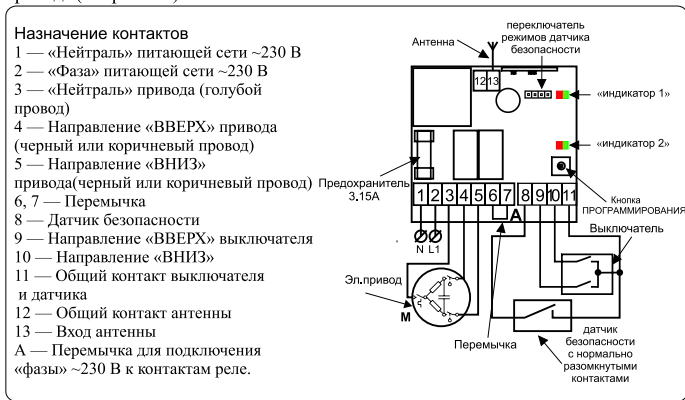 Назначение контактов
1 — «Нейтраль» питающей сети ~230 В
2 — «Фаза» питающей сети ~230 В
3 — «Нейтраль» привода (голубой
провод)
4 — Направление «ВВЕРХ» привода
(черный или коричневый провод)
5 — Направление «ВНИЗ»
привода(черный или коричневый провод)
6, 7 — Перемычка
8 — Датчик безопасности
9 — Направление «ВВЕРХ» выключателя
10 — Направление «ВНИЗ»
11 — Общий контакт выключателя
и датчика
12 — Общий контакт антенны
13 — Вход антенны
А — Перемычка для подключения
«фазы» ~230 В к контактам реле.
переключатель
режимов датчика
безопасности
Антенна
12 13
«индикатор 1»
«индикатор 2»
Предохранитель
3.15А
Кнопка
ПРОГРАММИРОВАНИЯ
1 2 3 4 5 6 7 8 9 10 11
А
Выключатель
N L1
Эл.привод
М
Перемычка
датчик
безопасности
с нормально
разомкнутыми
контактами